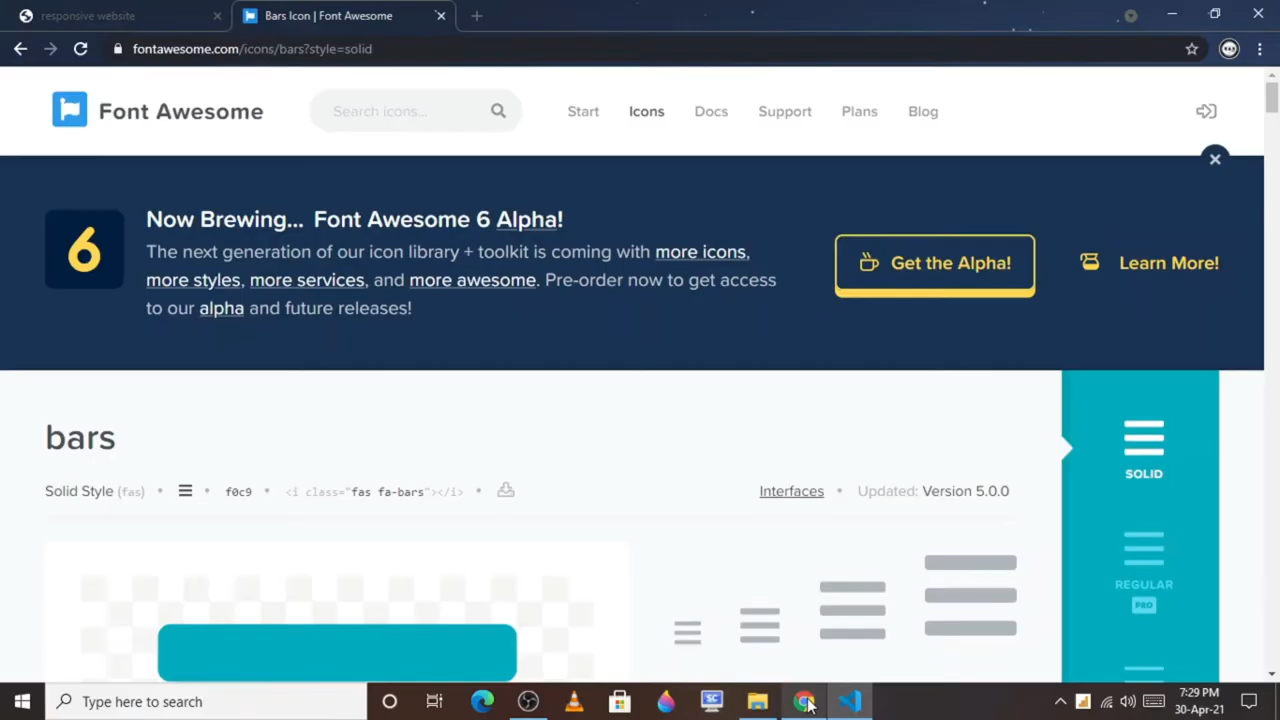 responsive website
Bars Icon | Font Awesome
fontawesome.com/icons/bars?style=solid
Font Awesome
Search icons...
Start
Icons
Docs
Support
Plans
Blog
6
Now Brewing... Font Awesome 6 Alpha!
The next generation of our icon library + toolkit is coming with more icons,
more styles, more services, and more awesome. Pre-order now to get access
to our alpha and future releases!
Get the Alpha!
Learn More!
bars
SOLID
Solid Style (fas)
f0c9
<i class="fas fa-bars"></i>
Interfaces
Updated: Version 5.0.0
REGULAR
PRO
Type here to search
SC
7:29 PM
30-Apr-21